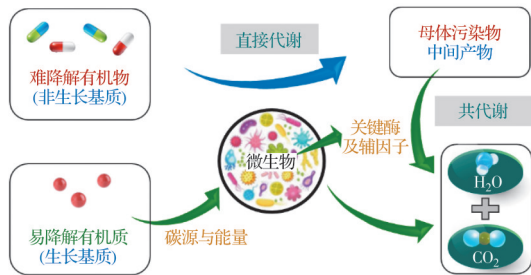 直接代谢
母体污染物
中间产物
难降解有机物
(非生长基质)
关键酶
及辅因子
共代谢
微生物
H₂O
易降解有机质
(生长基质)
碳源与能量
CO₂